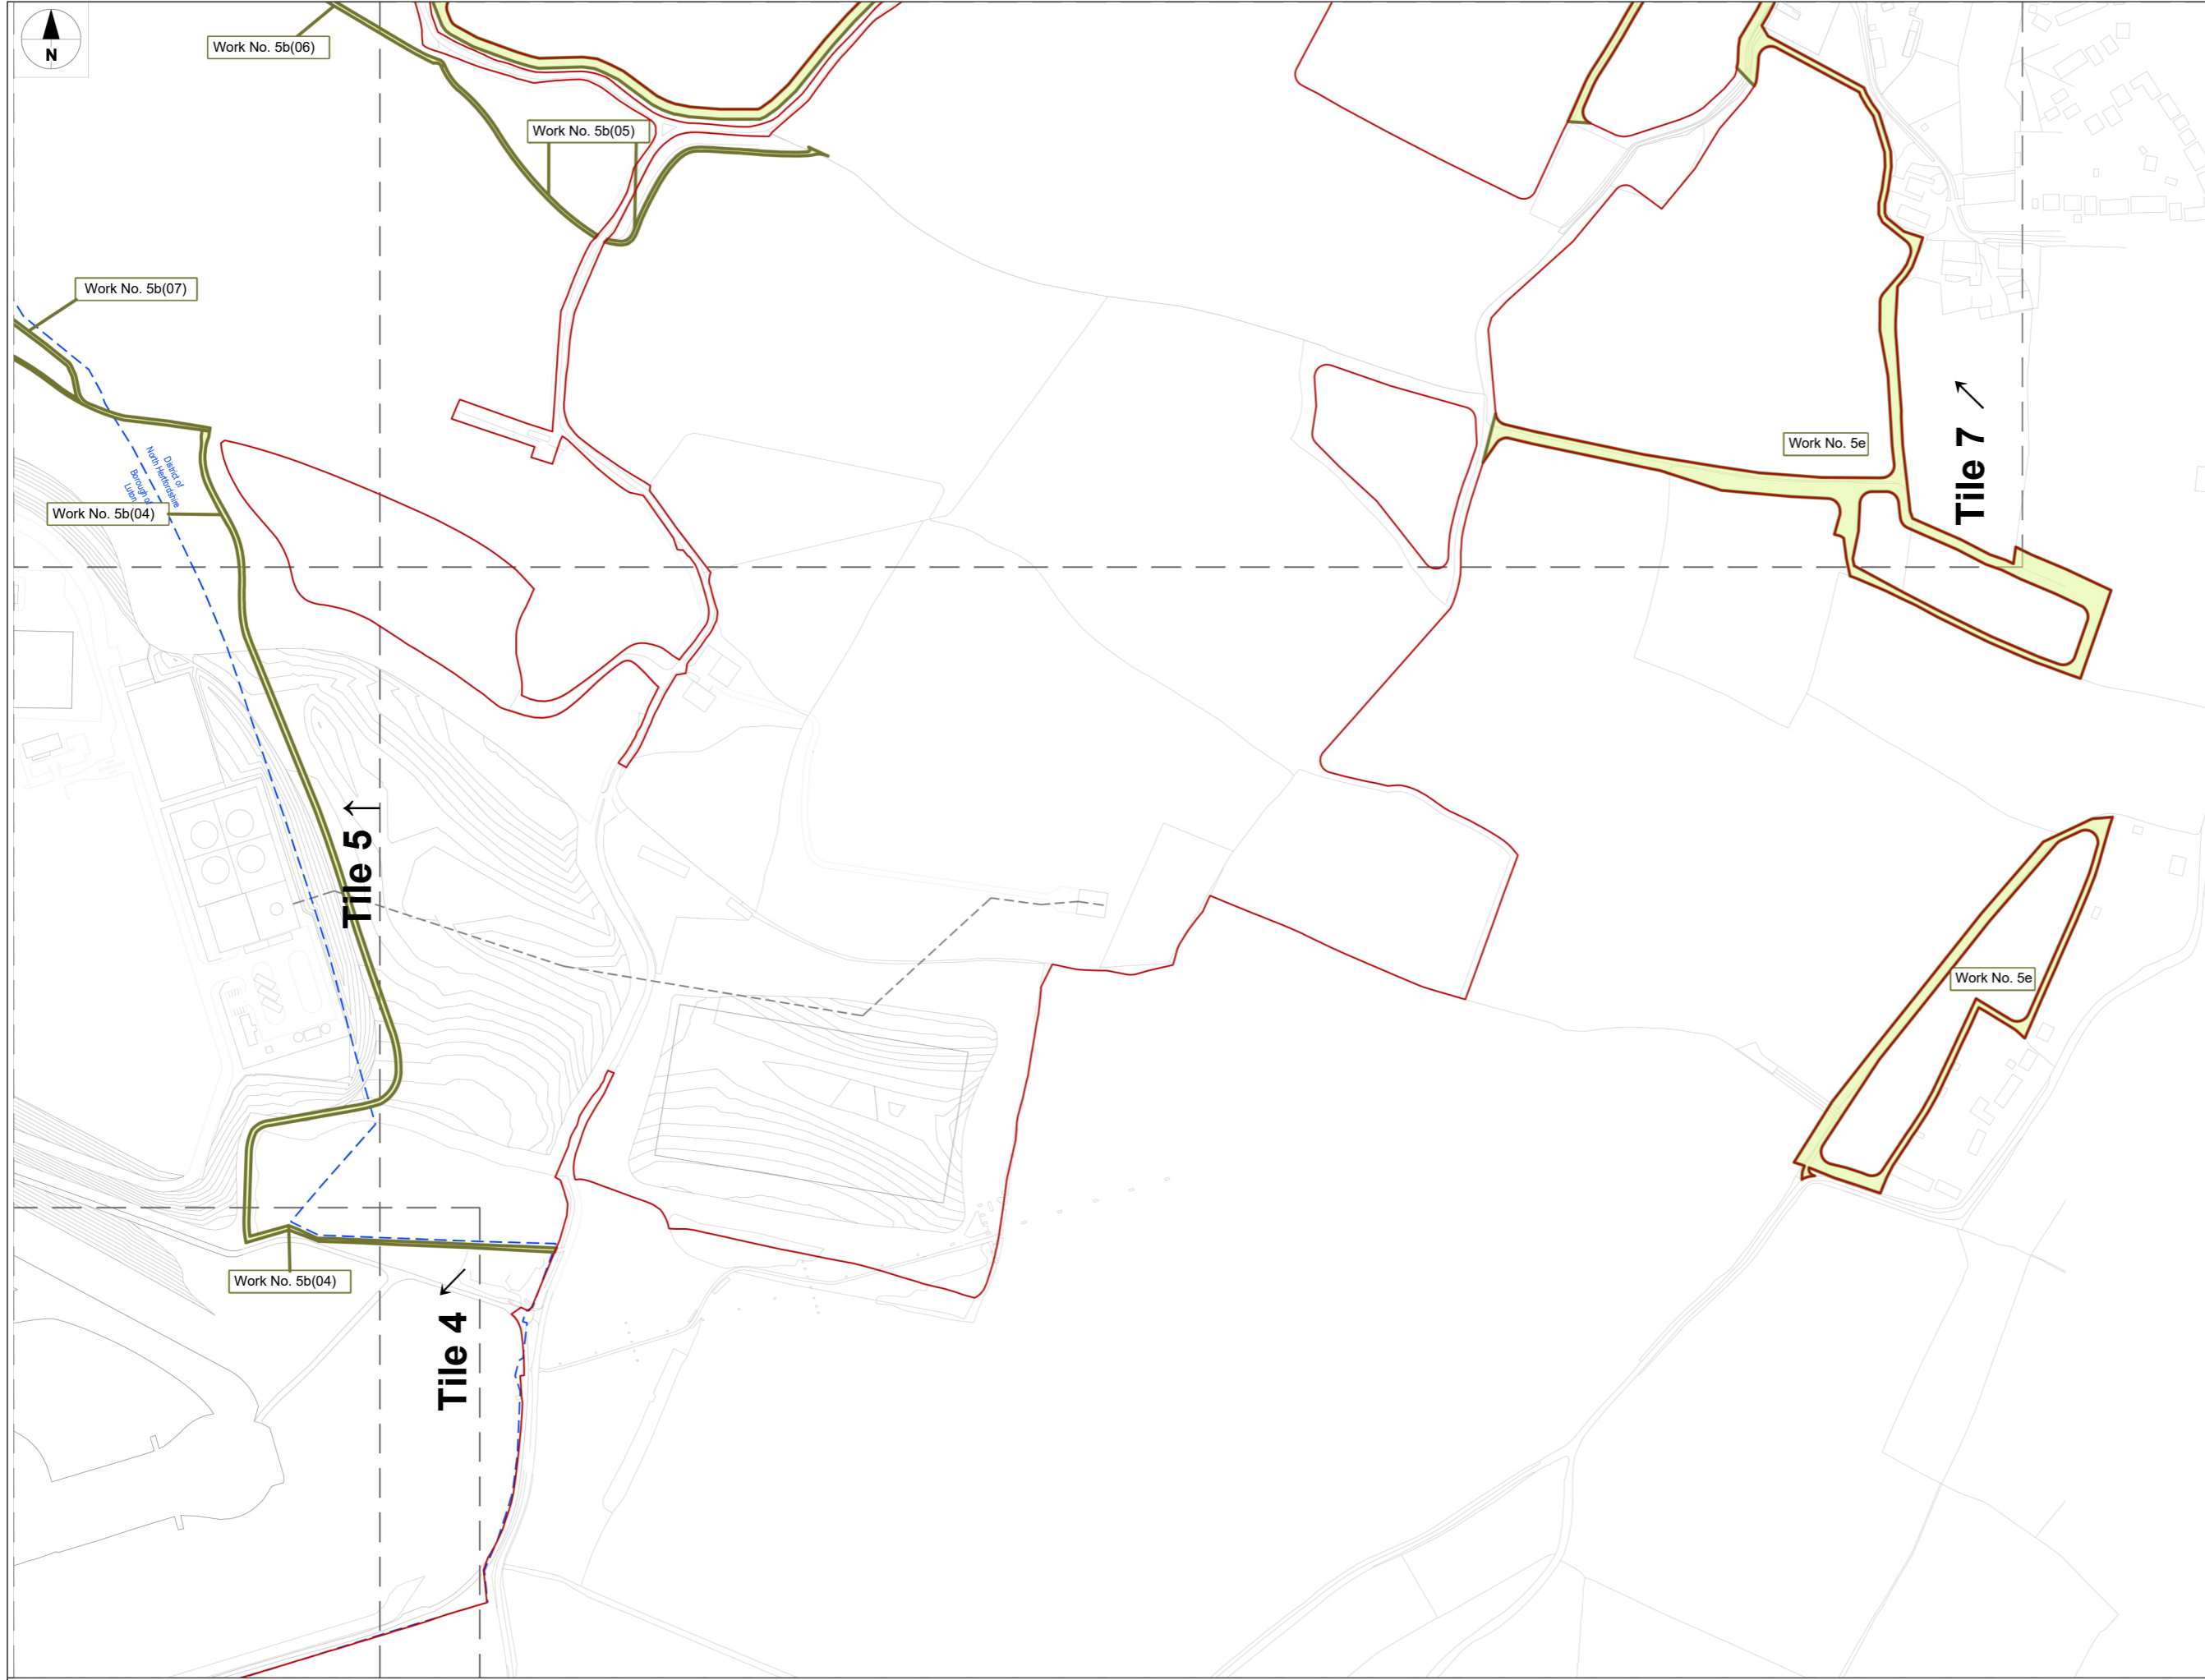 N
Work No. 5b(06)
Work No. 5b(05)
Work No. 5b(07)
District of
North Hertfordshire
Borough of
Luton
Work No. 5b(04)
Work No. 5e
Tile 7
Tile 5
Work No. 5e
Work No. 5b(04)
Tile 4